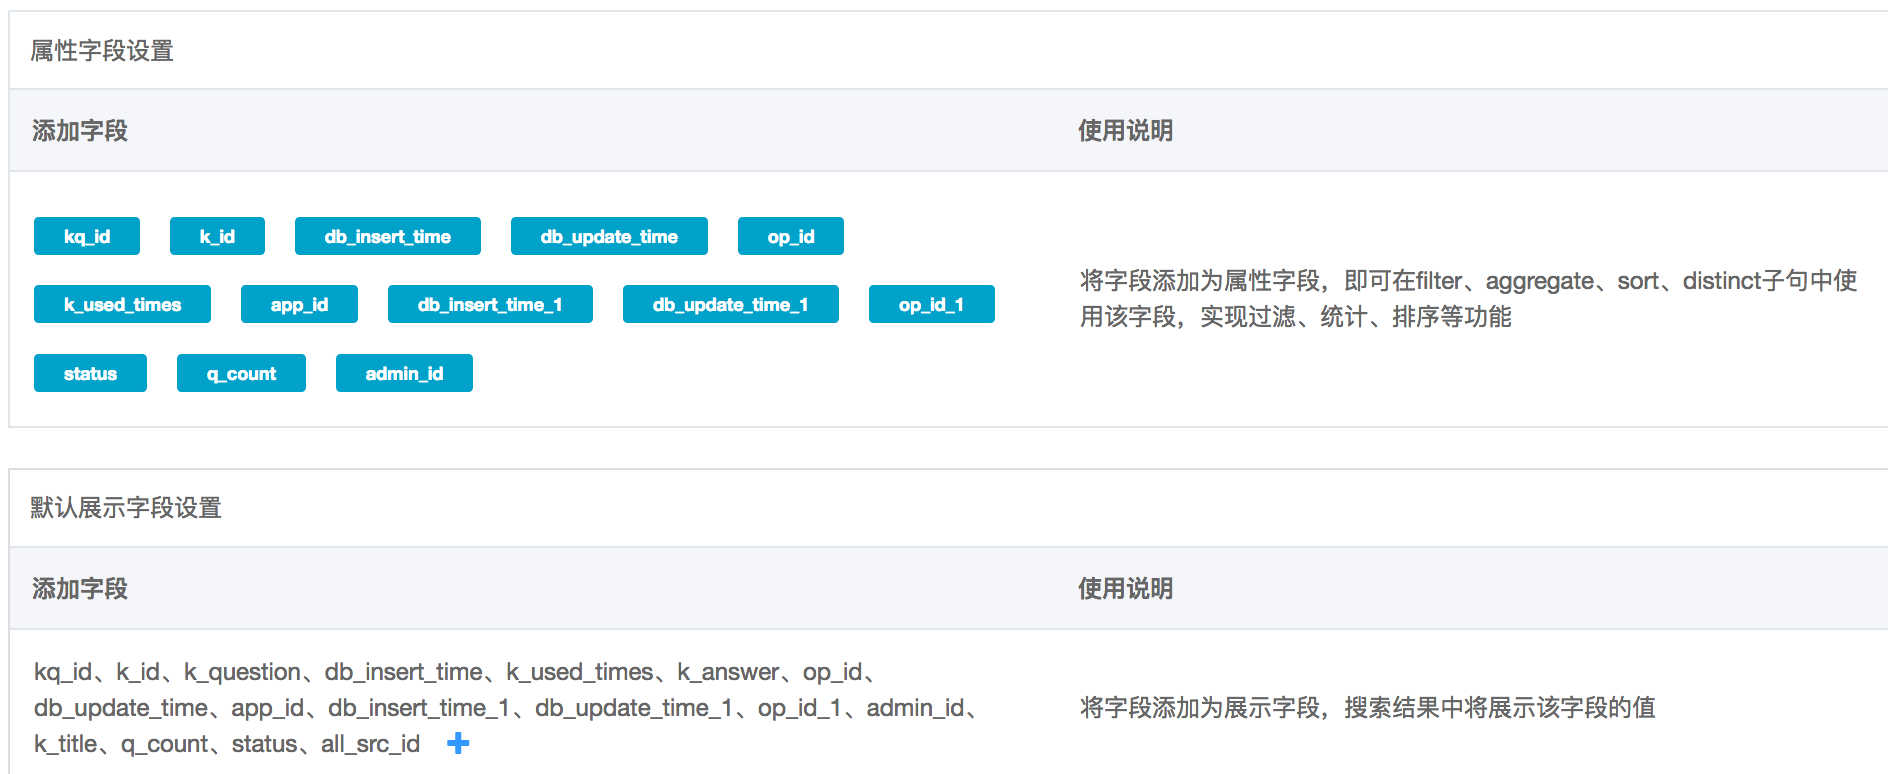 属性字段设置
添加字段 使用说明
kq_id k_id db_insert_time db_update_time op_id
k_used_times app_id db_insert_time_1 db_update_time_1 op_id_1
status q_count admin_id
将字段添加为属性字段，即可在filter、aggregate、sort、distinct子句中使
用该字段，实现过滤、统计、排序等功能
默认展示字段设置
添加字段 使用说明
kq_id、k_id、k_question、db_insert_time、k_used_times、k_answer、op_id、
db_update_time、app_id、db_insert_time_1、db_update_time_1、op_id_1、admin_id、
k_title、q_count、status、all_src_id
将字段添加为展示字段，搜索结果中将展示该字段的值